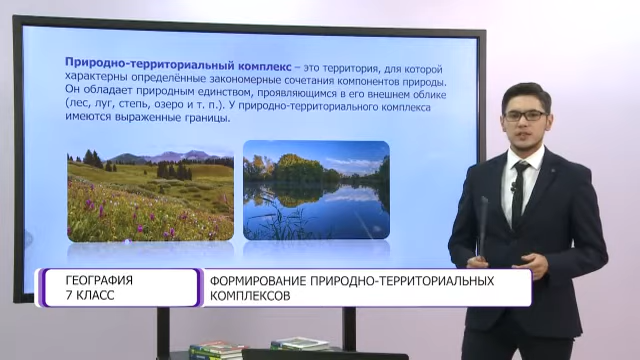 Природно-территориальный комплекс – это территория, для которой
характерны определённые закономерные сочетания компонентов природы.
Он обладает природным единством, проявляющимся в его внешнем облике
(лес, луг, степь, озеро и т. п.). У природно-территориального комплекса
имеются выраженные границы.
ГЕОГРАФИЯ
7 КЛАСС
ФОРМИРОВАНИЕ ПРИРОДНО-ТЕРРИТОРИАЛЬНЫХ
КОМПЛЕКСОВ